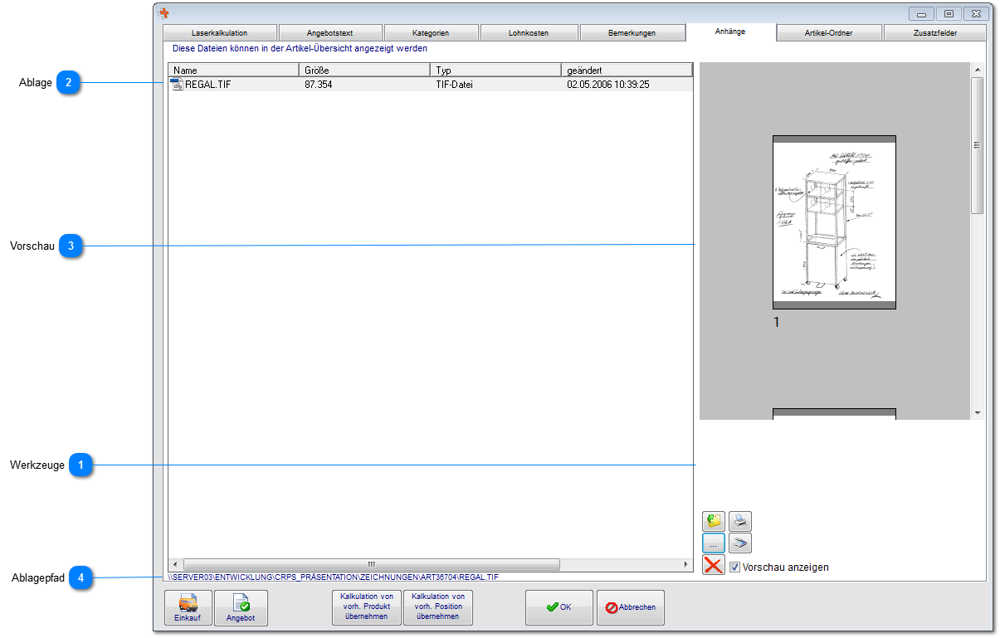 Laserkalkulation Angebotstext Kategorien Lohnkosten Bemerkungen Anhänge Artikel-Ordner Zusatzfelder
Diese Dateien können in der Artikel-Übersicht angezeigt werden
Name Größe Typ geändert
Ablage 2
REGAL.TIF 87.354 TIF-Datei 02.05.2006 10:39:25
Vorschau 3
1
Werkzeuge 1
...
Vorschau anzeigen
Ablagepfad 4
\\SERVER03\ENTWICKLUNG\CRPS_PRÄSENTATION\ZEICHNUNGEN\ART36704\REGAL.TIF
Einkauf
Angebot
Kalkulation von
vorh. Produkt
übernehmen
Kalkulation von
vorh. Position
übernehmen
OK
Abbrechen